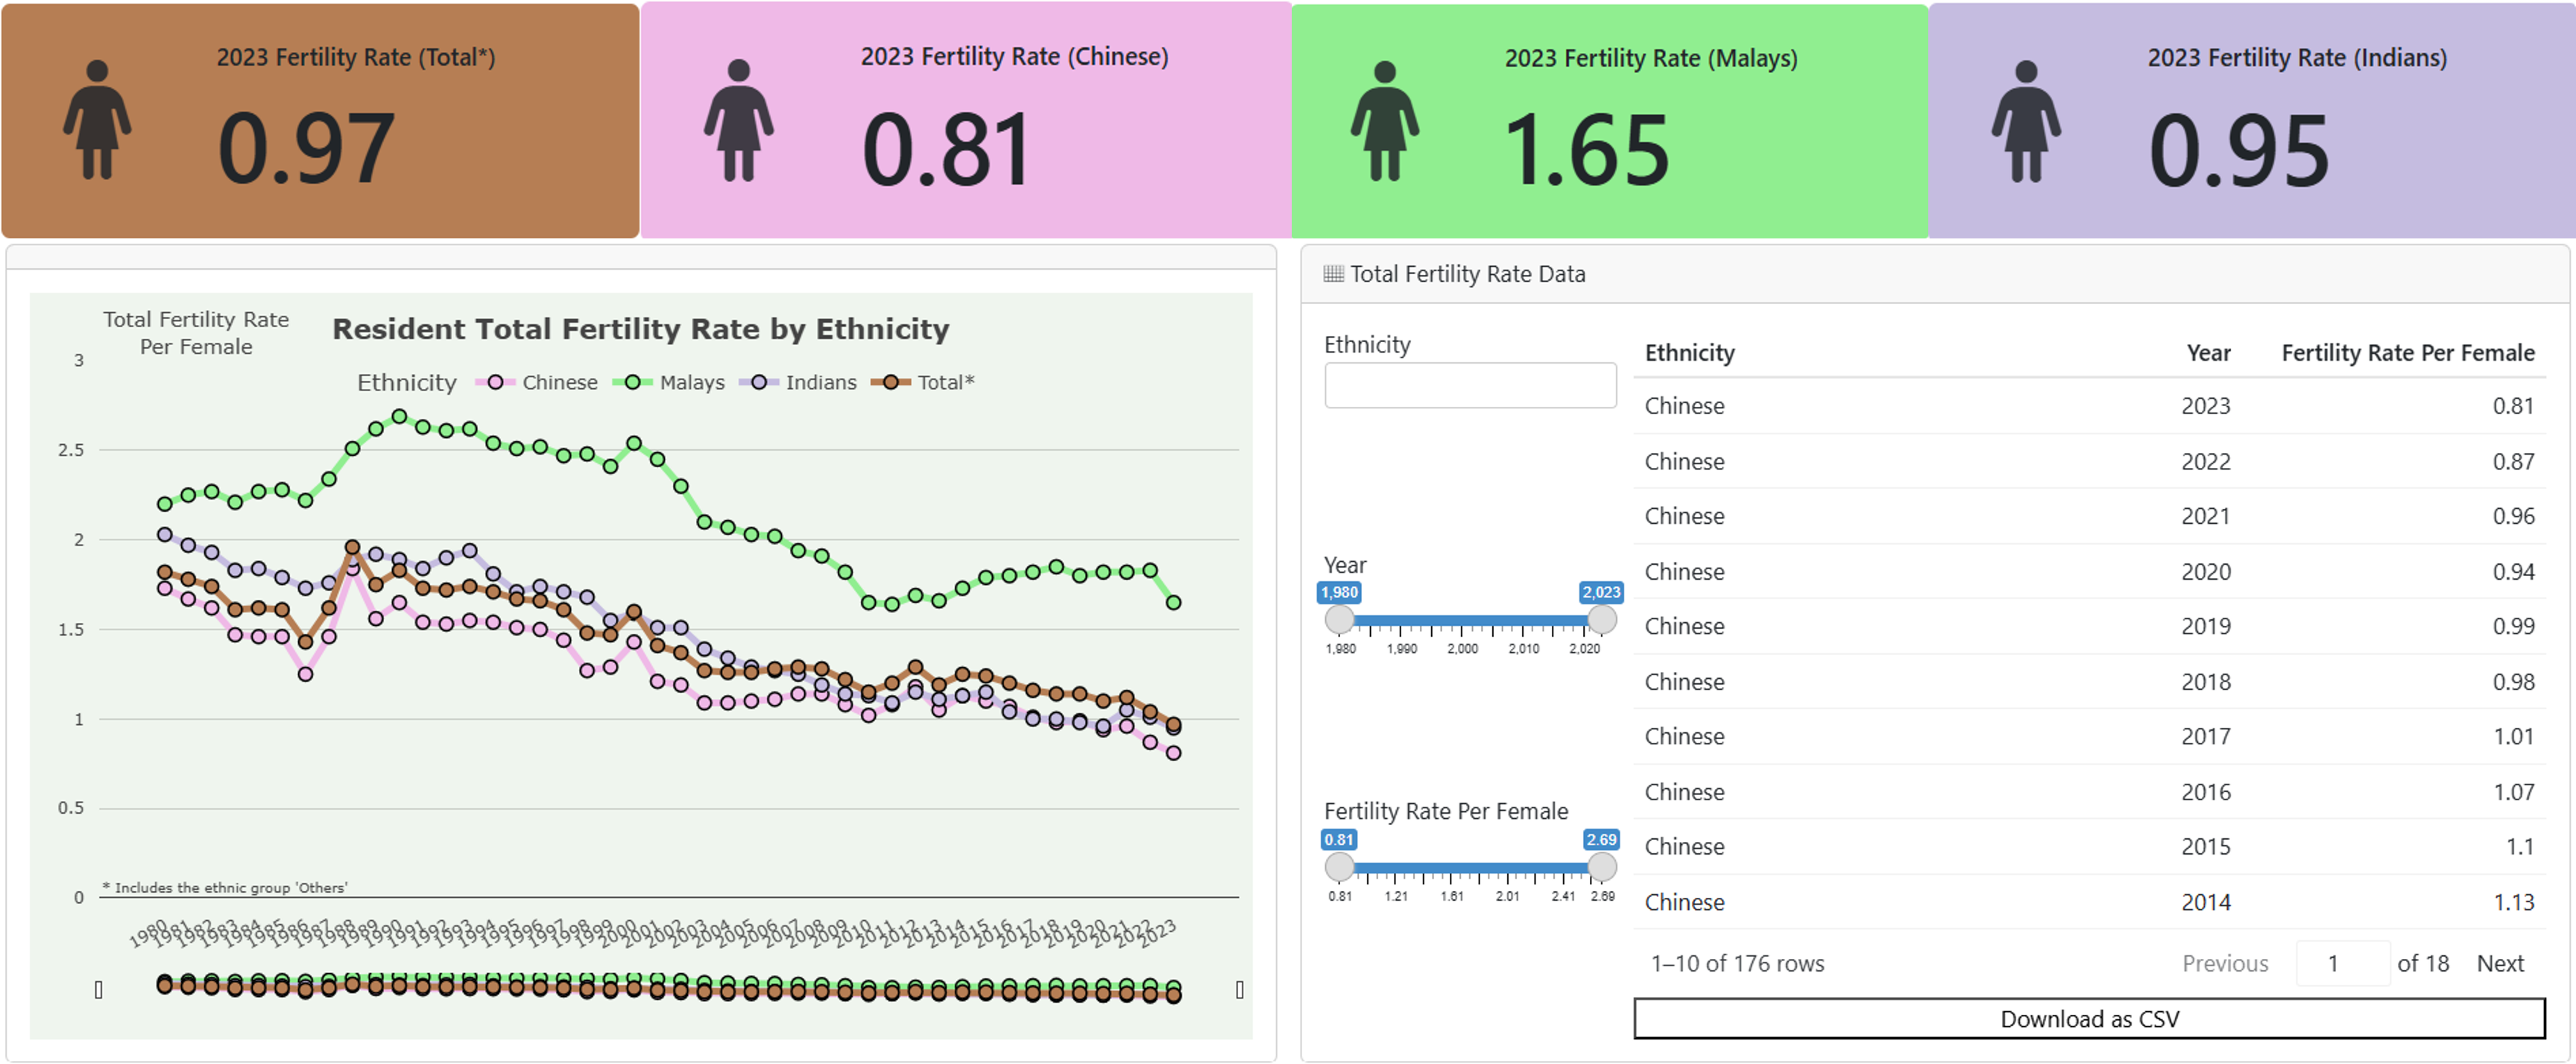 2023 Fertility Rate (Total*)
0.97
2023 Fertility Rate (Chinese)
0.81
2023 Fertility Rate (Malays)
1.65
2023 Fertility Rate (Indians)
0.95
Total Fertility Rate
Per Female
Resident Total Fertility Rate by Ethnicity
Ethnicity Chinese Malays Indians Total*
3
2.5
2
1.5
1
0.5
0
* Includes the ethnic group 'Others'
1980 1981 1982 1983 1984 1985 1986 1987 1988 1989 1990 1991 1992 1993 1994 1995 1996 1997 1998 1999 2000 2001 2002 2003 2004 2005 2006 2007 2008 2009 2010 2011 2012 2013 2014 2015 2016 2017 2018 2019 2020 2021 2022 2023
Total Fertility Rate Data
Ethnicity
Year
1,980 2,023
1,980 1,990 2,000 2,010 2,020
Fertility Rate Per Female
0.81 2.69
0.81 1.21 1.61 2.01 2.41 2.69
Ethnicity Year Fertility Rate Per Female
Chinese 2023 0.81
Chinese 2022 0.87
Chinese 2021 0.96
Chinese 2020 0.94
Chinese 2019 0.99
Chinese 2018 0.98
Chinese 2017 1.01
Chinese 2016 1.07
Chinese 2015 1.1
Chinese 2014 1.13
1–10 of 176 rows Previous 1 of 18 Next
Download as CSV